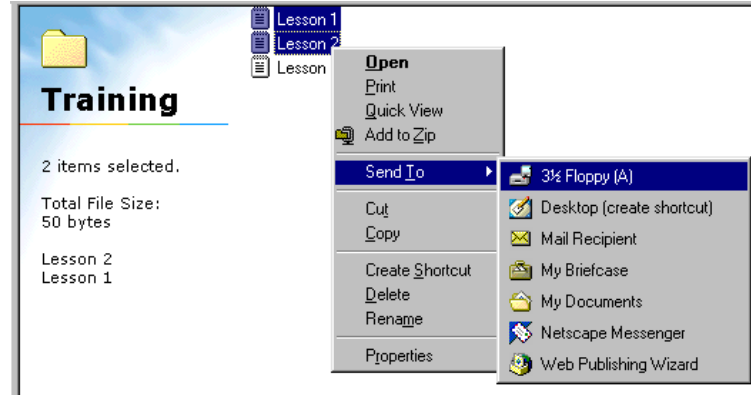 Training
2 items selected.
Total File Size:
50 bytes
Lesson 2
Lesson 1
Lesson 1
Lesson 2
Lesson
Open
Print
Quick View
Add to Zip
Send To
Cut
Copy
Create Shortcut
Delete
Rename
Properties
3½ Floppy (A)
Desktop (create shortcut)
Mail Recipient
My Briefcase
My Documents
Netscape Messenger
Web Publishing Wizard